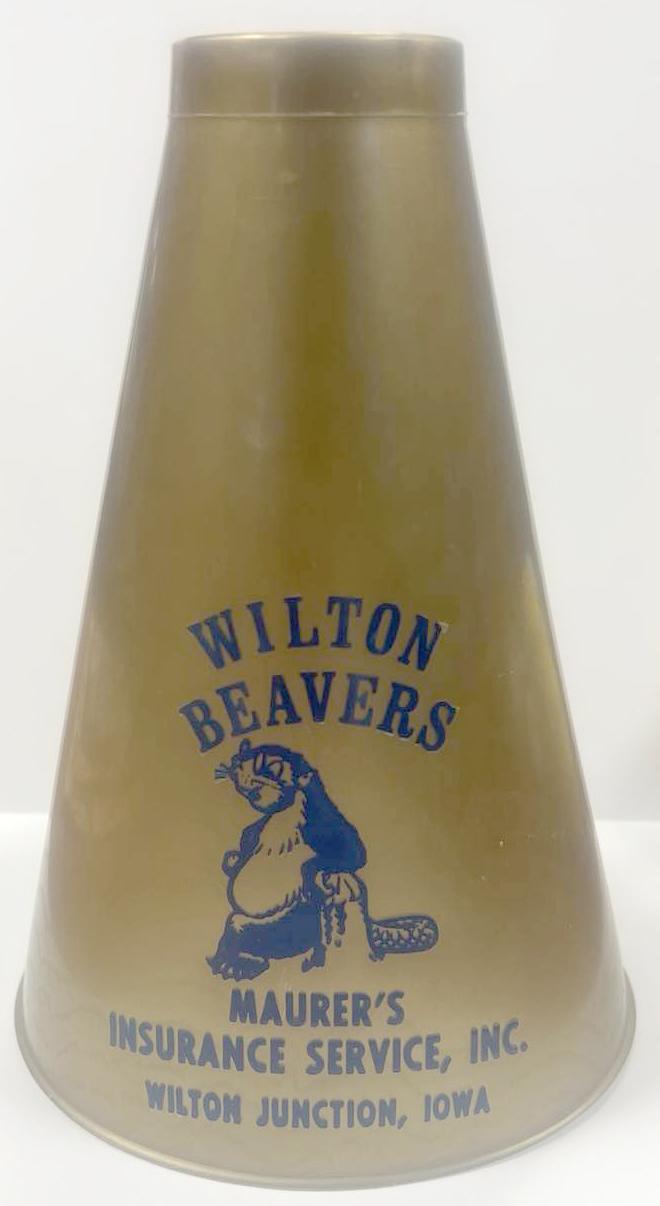 WILTON
BEAVERS
MAURER'S
INSURANCE SERVICE, INC.
WILTON JUNCTION, IOWA